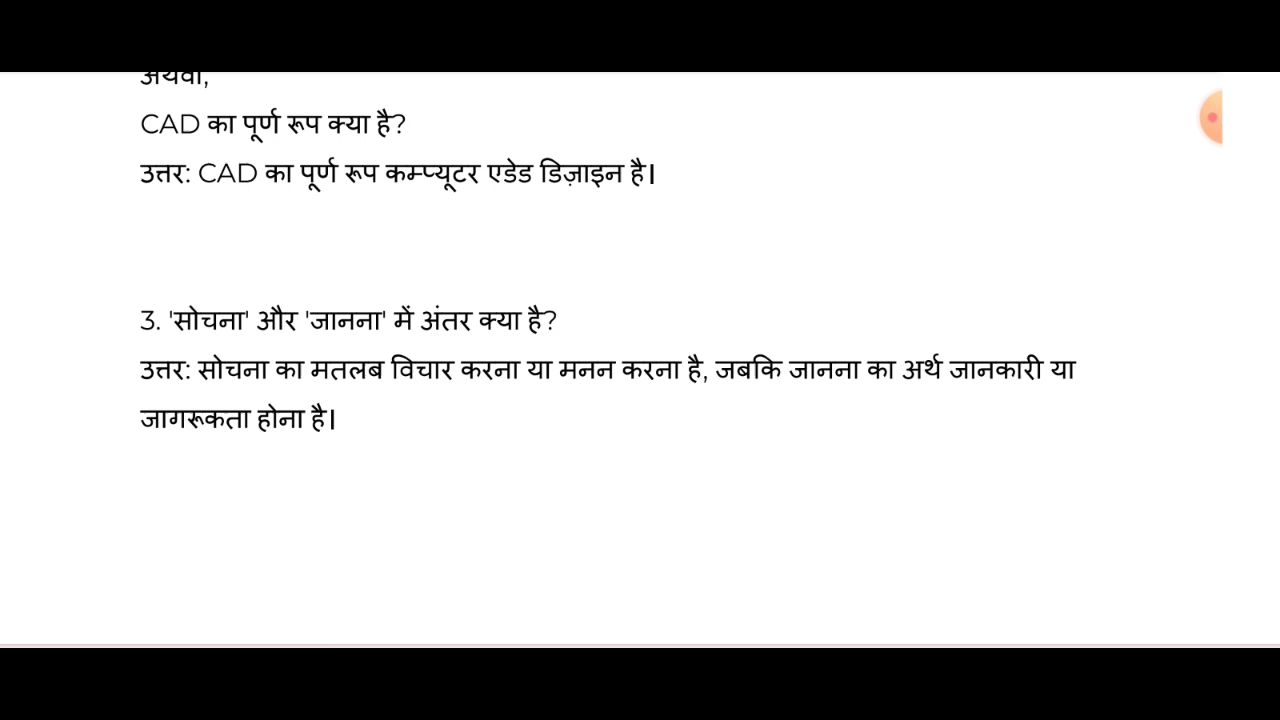 अथवा,
CAD का पूर्ण रूप क्या है?
उत्तर: CAD का पूर्ण रूप कम्प्यूटर एडेड डिज़ाइन है।
3. 'सोचना' और 'जानना' में अंतर क्या है?
उत्तर: सोचना का मतलब विचार करना या मनन करना है, जबकि जानना का अर्थ जानकारी या
जागरूकता होना है।